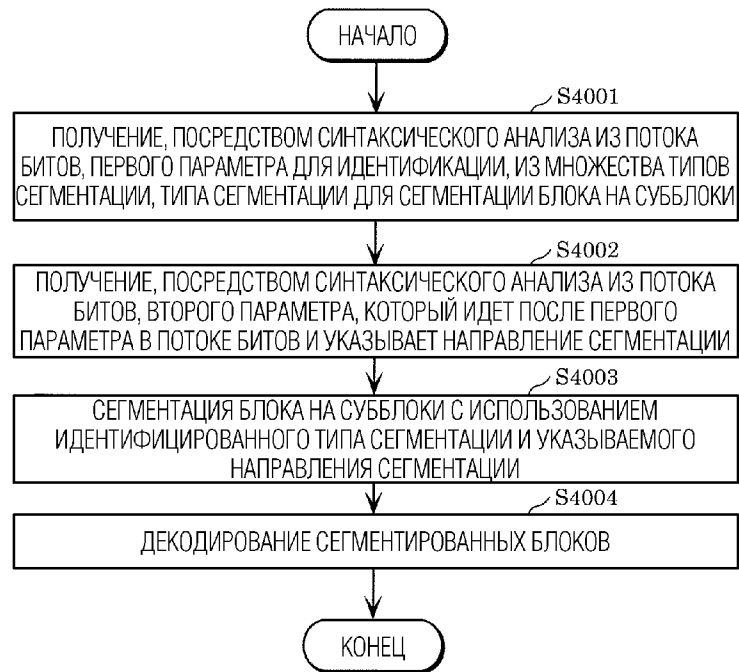 НАЧАЛО
S4001
ПОЛУЧЕНИЕ, ПОСРЕДСТВОМ СИНТАКСИЧЕСКОГО АНАЛИЗА ИЗ ПОТОКА
БИТОВ, ПЕРВОГО ПАРАМЕТРА ДЛЯ ИДЕНТИФИКАЦИИ, ИЗ МНОЖЕСТВА ТИПОВ
СЕГМЕНТАЦИИ, ТИПА СЕГМЕНТАЦИИ ДЛЯ СЕГМЕНТАЦИИ БЛОКА НА СУББЛОКИ
S4002
ПОЛУЧЕНИЕ, ПОСРЕДСТВОМ СИНТАКСИЧЕСКОГО АНАЛИЗА ИЗ ПОТОКА
БИТОВ, ВТОРОГО ПАРАМЕТРА, КОТОРЫЙ ИДЕТ ПОСЛЕ ПЕРВОГО
ПАРАМЕТРА В ПОТОКЕ БИТОВ И УКАЗЫВАЕТ НАПРАВЛЕНИЕ СЕГМЕНТАЦИИ
S4003
СЕГМЕНТАЦИЯ БЛОКА НА СУББЛОКИ С ИСПОЛЬЗОВАНИЕМ
ИДЕНТИФИЦИРОВАННОГО ТИПА СЕГМЕНТАЦИИ И УКАЗЫВАЕМОГО
НАПРАВЛЕНИЯ СЕГМЕНТАЦИИ
S4004
ДЕКОДИРОВАНИЕ СЕГМЕНТИРОВАННЫХ БЛОКОВ
КОНЕЦ